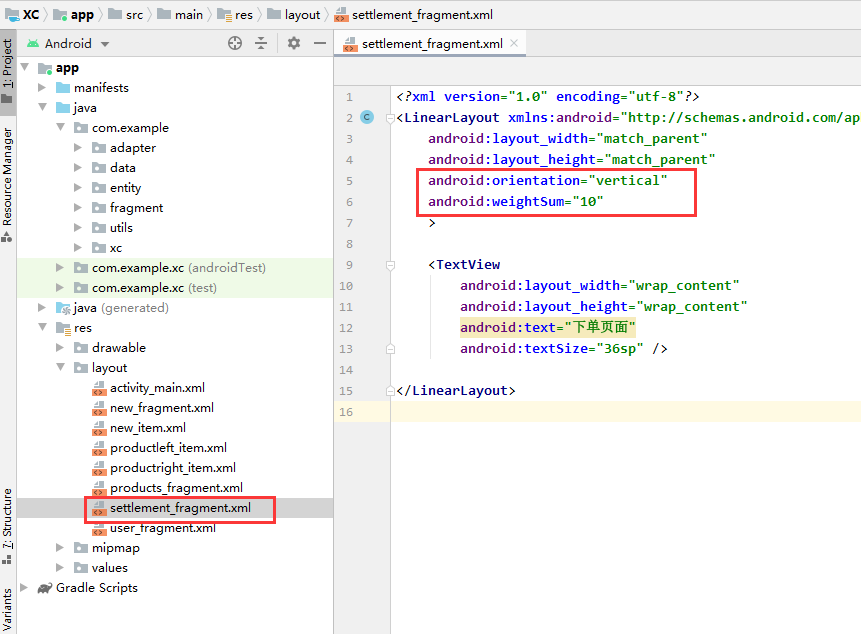 XC app src main res layout settlement_fragment.xml
Android
settlement_fragment.xml
1: Project
Resource Manager
7: Structure
Variants
app
manifests
java
com.example
adapter
data
entity
fragment
utils
xc
com.example.xc (androidTest)
com.example.xc (test)
java (generated)
res
drawable
layout
activity_main.xml
new_fragment.xml
new_item.xml
productleft_item.xml
productright_item.xml
products_fragment.xml
settlement_fragment.xml
user_fragment.xml
mipmap
values
Gradle Scripts
1 <?xml version="1.0" encoding="utf-8"?>
2 C <LinearLayout xmlns:android="http://schemas.android.com/ap
3 android:layout_width="match_parent"
4 android:layout_height="match_parent"
5 android:orientation="vertical"
6 android:weightSum="10"
7 >
8
9 <TextView
10 android:layout_width="wrap_content"
11 android:layout_height="wrap_content"
12 android:text="下单页面"
13 android:textSize="36sp" />
14
15 </LinearLayout>
16